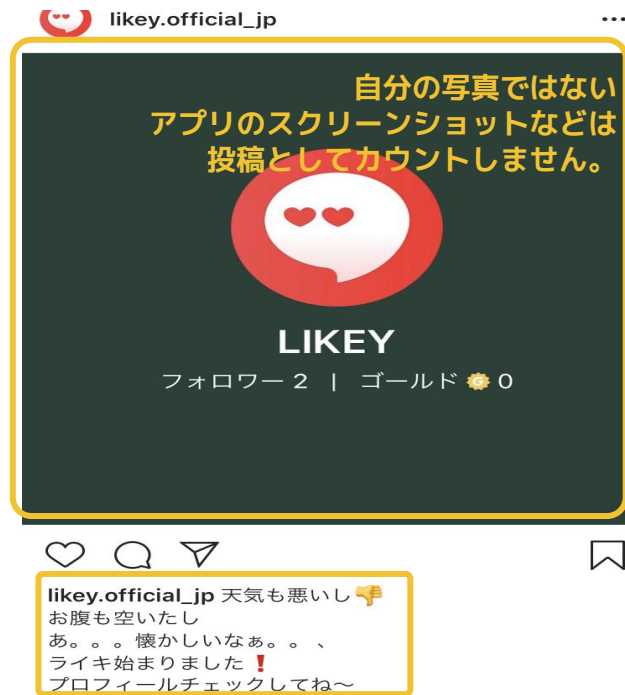 likey.official_jp
自分の写真ではない
アプリのスクリーンショットなどは
投稿としてカウントしません。
LIKEY
フォロワー 2 | ゴールド G 0
likey.official_jp 天気も悪いし👎
お腹も空いたし
あ。。。懐かしいなぁ。。、
ライキ始まりました❗
プロフィールチェックしてね〜